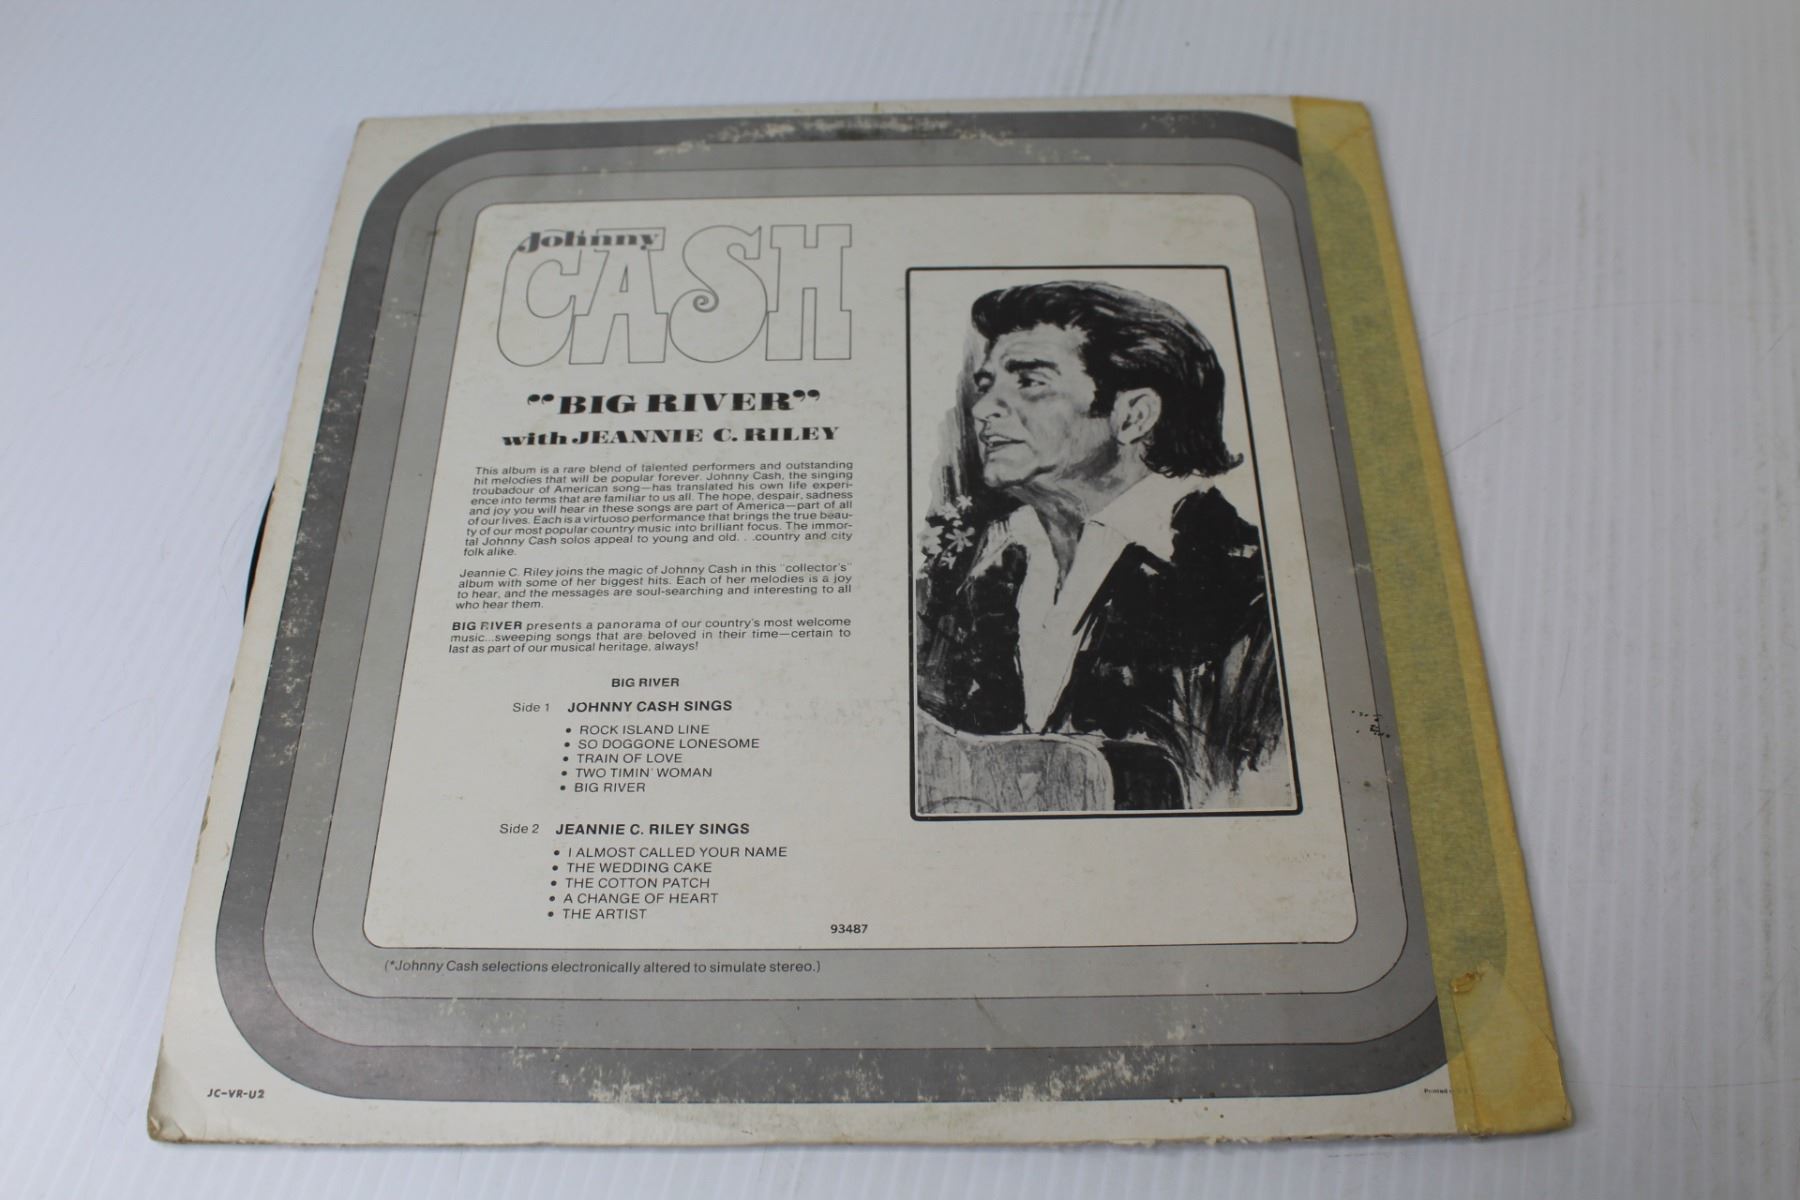 Johnny
CASH
"BIG RIVER"
with JEANNIE C. RILEY
This album is a rare blend of talented performers and outstanding
hit melodies that will be popular forever. Johnny Cash, the singing
troubadour of American song—has translated his own life experi-
ence into terms that are familiar to us all. The hope, despair, sadness
and joy you will hear in these songs are part of America—part of all
of our lives. Each is a virtuoso performance that brings the true beau-
ty of our most popular country music into brilliant focus. The immor-
tal Johnny Cash solos appeal to young and old. . .country and city
folk alike.
Jeannie C. Riley joins the magic of Johnny Cash in this "collector's"
album with some of her biggest hits. Each of her melodies is a joy
to hear, and the messages are soul-searching and interesting to all
who hear them.
BIG RIVER presents a panorama of our country's most welcome
music...sweeping songs that are beloved in their time—certain to
last as part of our musical heritage, always!
BIG RIVER
Side 1 JOHNNY CASH SINGS
• ROCK ISLAND LINE
• SO DOGGONE LONESOME
• TRAIN OF LOVE
• TWO TIMIN' WOMAN
• BIG RIVER
Side 2 JEANNIE C. RILEY SINGS
• I ALMOST CALLED YOUR NAME
• THE WEDDING CAKE
• THE COTTON PATCH
• A CHANGE OF HEART
• THE ARTIST
93487
(*Johnny Cash selections electronically altered to simulate stereo.)
JC-VR-U2
Printed